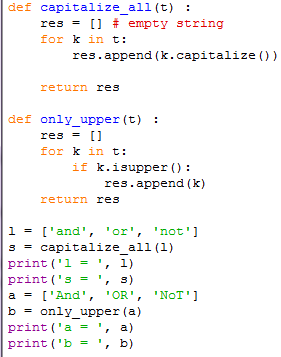 def capitalize_all(t) :
    res = [] # empty string
    for k in t:
        res.append(k.capitalize())

    return res

def only_upper(t) :
    res = []
    for k in t:
        if k.isupper():
            res.append(k)
    return res

l = ['and', 'or', 'not']
s = capitalize_all(l)
print('l = ', l)
print('s = ', s)
a = ['And', 'OR', 'NoT']
b = only_upper(a)
print('a = ', a)
print('b = ', b)